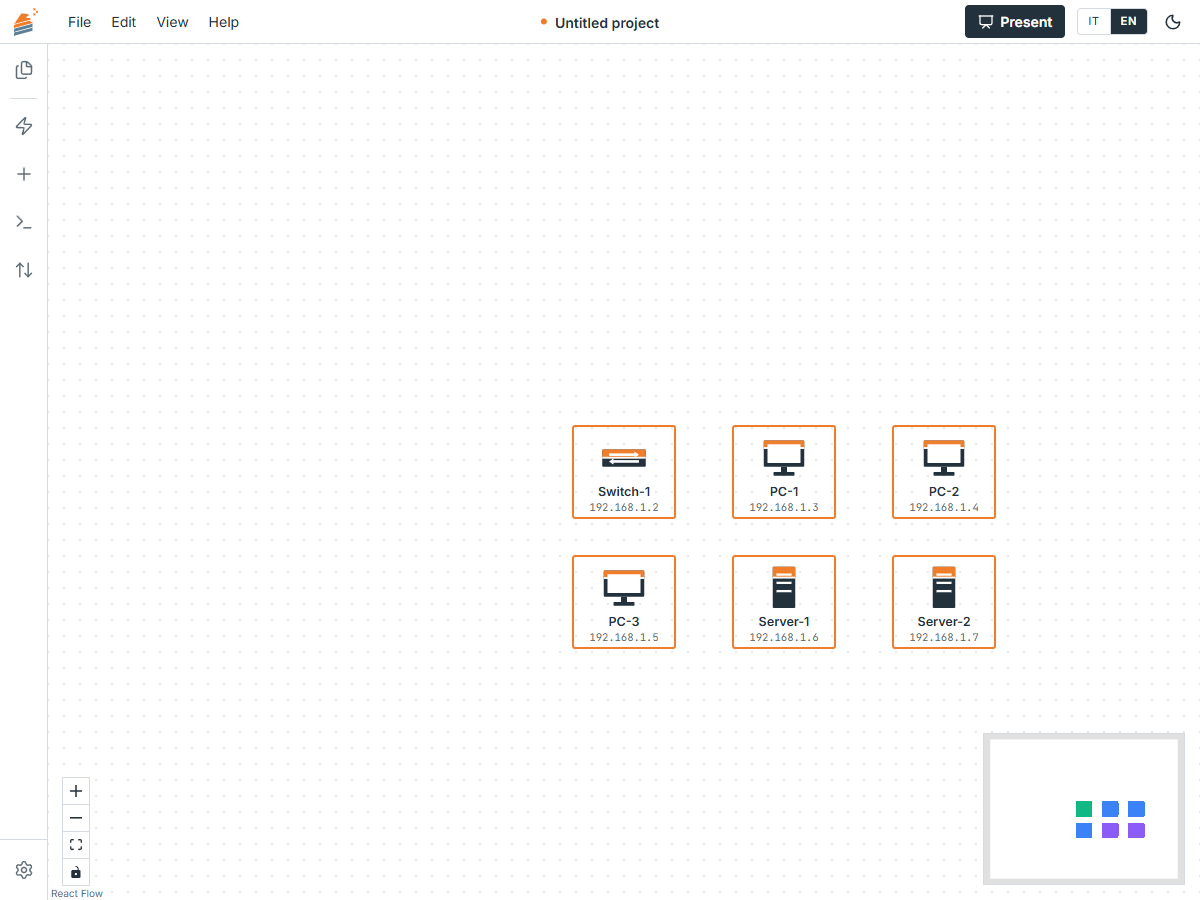 File Edit View Help
Untitled project
Present
IT EN
Switch-1
192.168.1.2
PC-1
192.168.1.3
PC-2
192.168.1.4
PC-3
192.168.1.5
Server-1
192.168.1.6
Server-2
192.168.1.7
React Flow